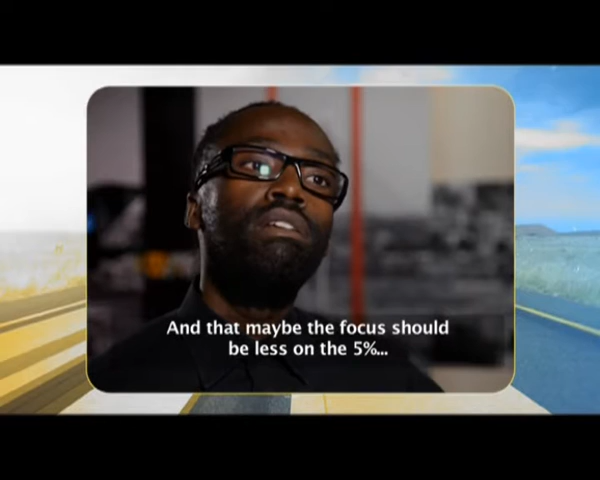 And that maybe the focus should
be less on the 5%...